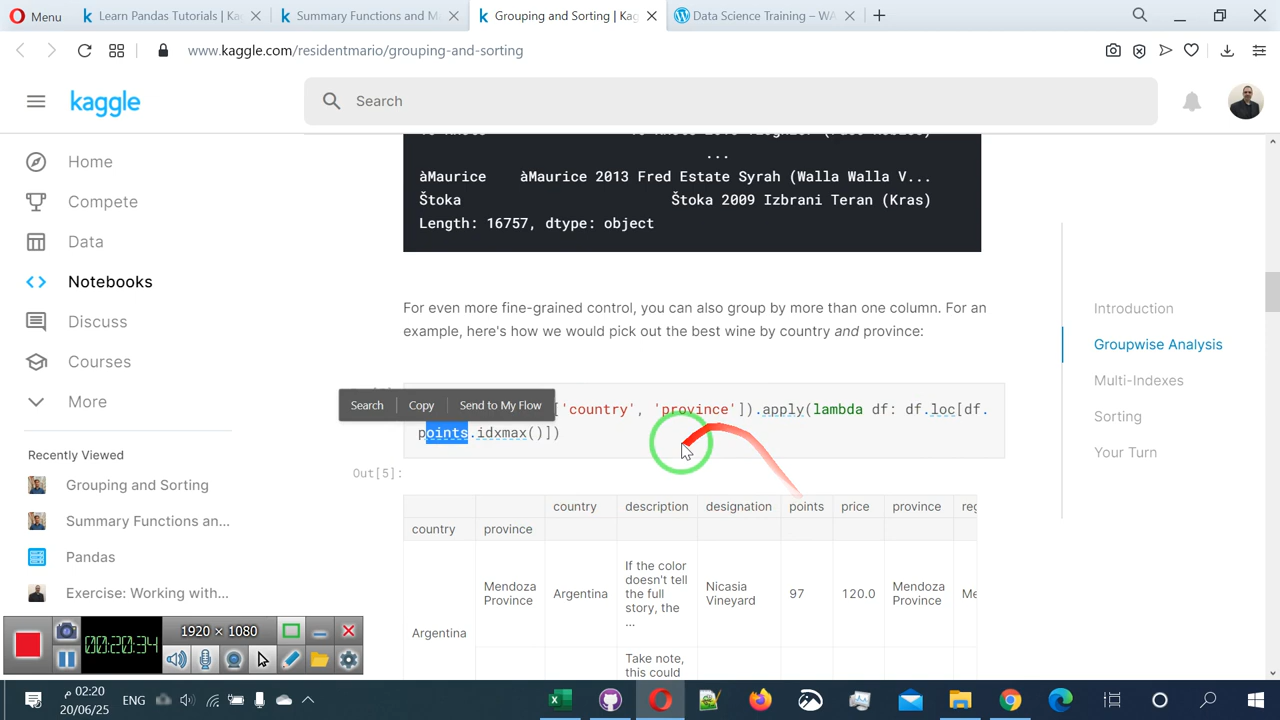 Menu
Learn Pandas Tutorials | Ka
Summary Functions and M
Grouping and Sorting | Kag
Data Science Training – WA
www.kaggle.com/residentmario/grouping-and-sorting
kaggle
Search
Home
Compete
Data
Notebooks
Discuss
Courses
More
Recently Viewed
Grouping and Sorting
Summary Functions an...
Pandas
Exercise: Working with...
...
àMaurice àMaurice 2013 Fred Estate Syrah (Walla Walla V...
Štoka Štoka 2009 Izbrani Teran (Kras)
Length: 16757, dtype: object
For even more fine-grained control, you can also group by more than one column. For an
example, here's how we would pick out the best wine by country and province:
Search Copy Send to My Flow
'country', 'province']).apply(lambda df: df.loc[df.
points.idxmax()])
Out[5]:
country description designation points price province reg
country province
Argentina
Mendoza Province
Argentina
If the color
doesn't tell
the full
story, the
...
Nicasia Vineyard
97
120.0
Mendoza Province
Me
Take note,
this could
Introduction
Groupwise Analysis
Multi-Indexes
Sorting
Your Turn
00:20:34
1920 × 1080
ENG
02:20 م
20/06/25